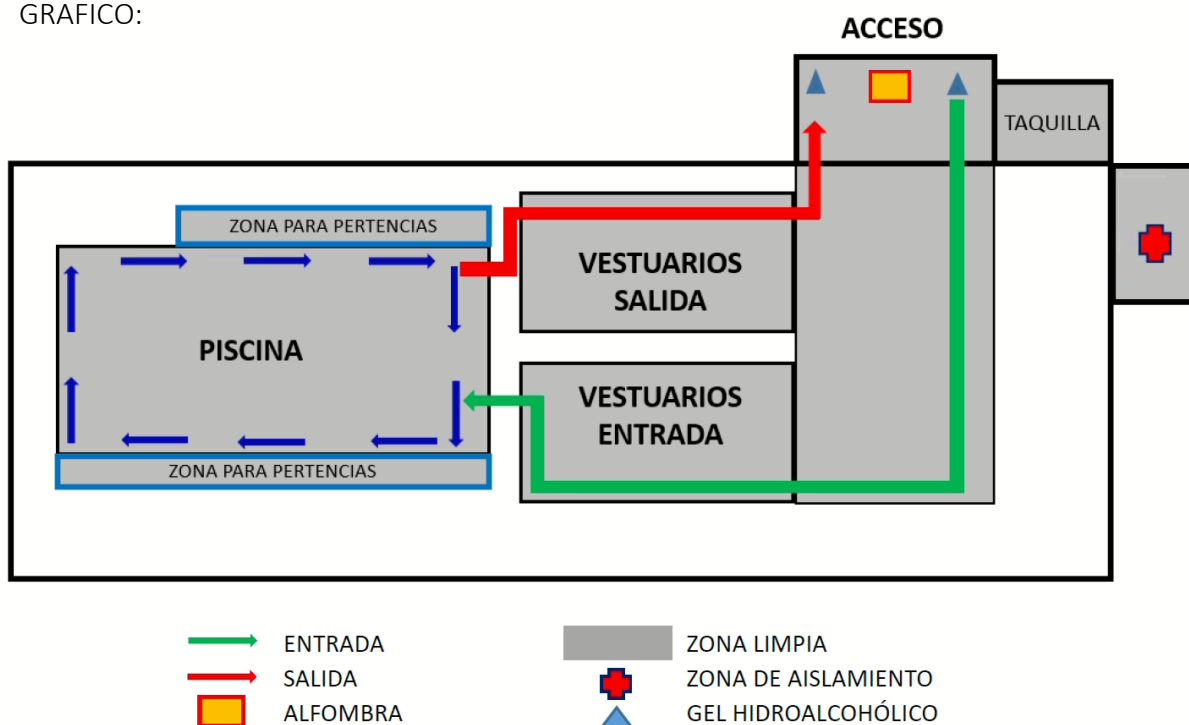 GRAFICO:
ACCESO
TAQUILLA
ZONA PARA PERTENCIAS
VESTUARIOS
SALIDA
PISCINA
VESTUARIOS
ENTRADA
ZONA PARA PERTENCIAS
ENTRADA
ZONA LIMPIA
SALIDA
ZONA DE AISLAMIENTO
ALFOMBRA
GEL HIDROALCOHÓLICO